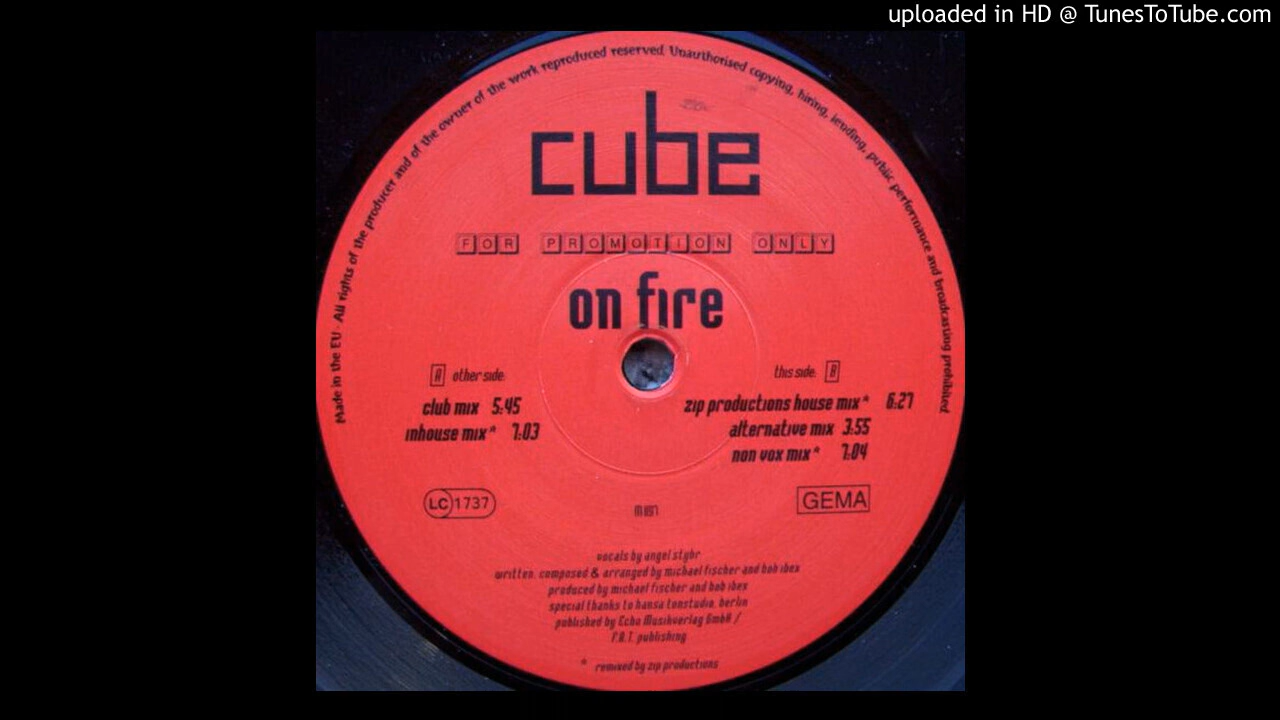 uploaded in HD @ TunesToTube.com
Made in the EU · All rights of the producer and of the owner of the work reproduced reserved. Unauthorised copying, hiring, lending, public performance and broadcasting prohibited
cube
FOR PROMOTION ONLY
on fire
A other side:
club mix 5:45
inhouse mix* 7:03
this side: B
zip productions house mix* 6:27
alternative mix 3:55
non vox mix* 7:04
LC 1737
GEMA
vocals by angel stybr
written, composed & arranged by michael fischer and bob ibex
produced by michael fischer and bob ibex
special thanks to hansa tonstudio, berlin
published by Echo Musikverlag GmbH /
publishing
* remixed by zip productions